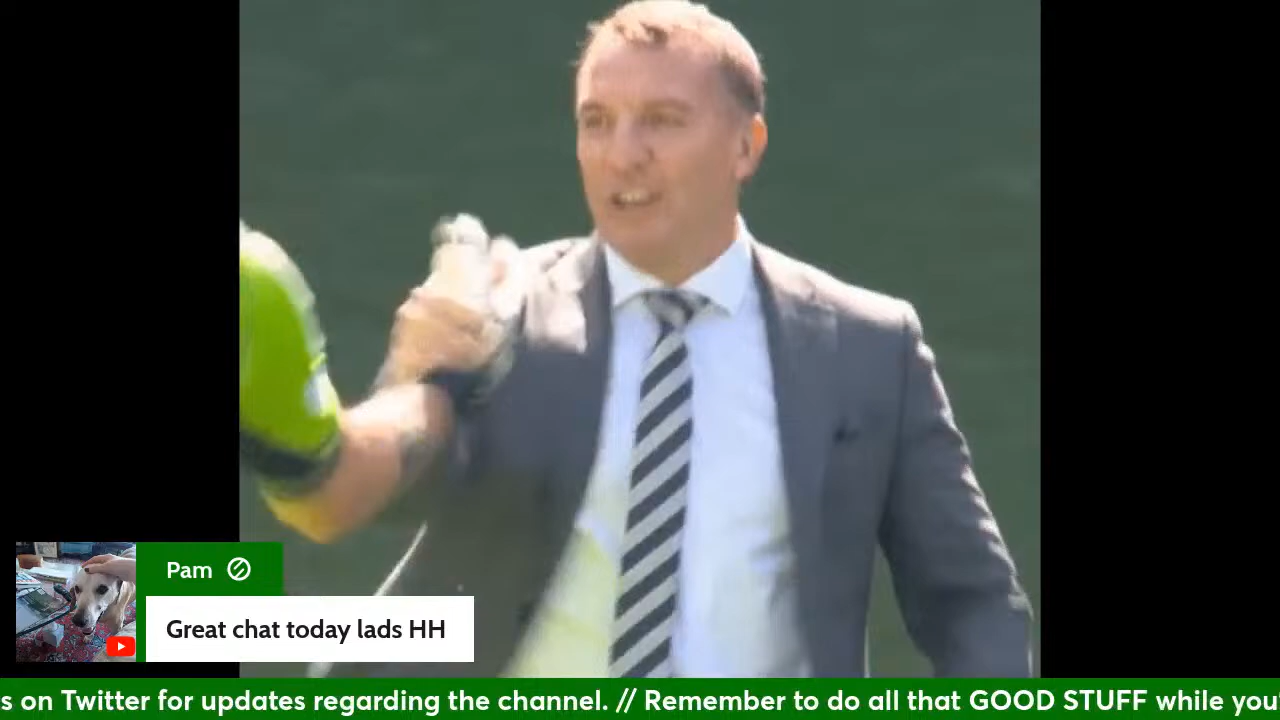 Pam
Great chat today lads HH
s on Twitter for updates regarding the channel. // Remember to do all that GOOD STUFF while you